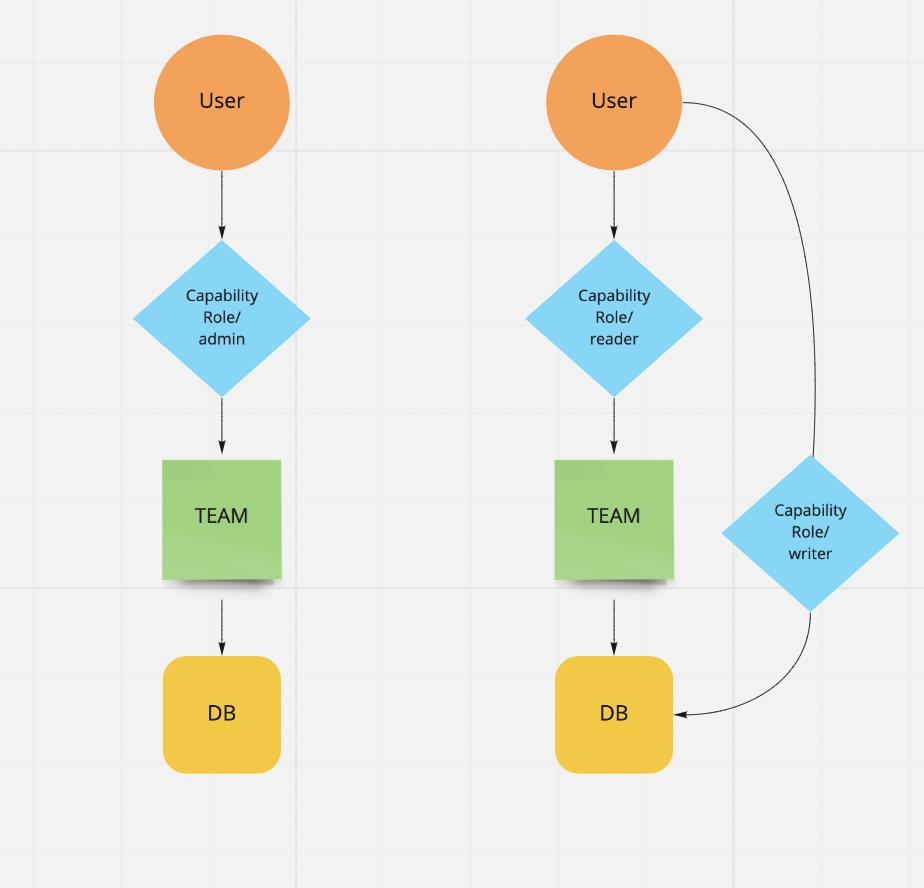 User
User
Capability
Role/
admin
Capability
Role/
reader
TEAM
TEAM
Capability
Role/
writer
DB
DB